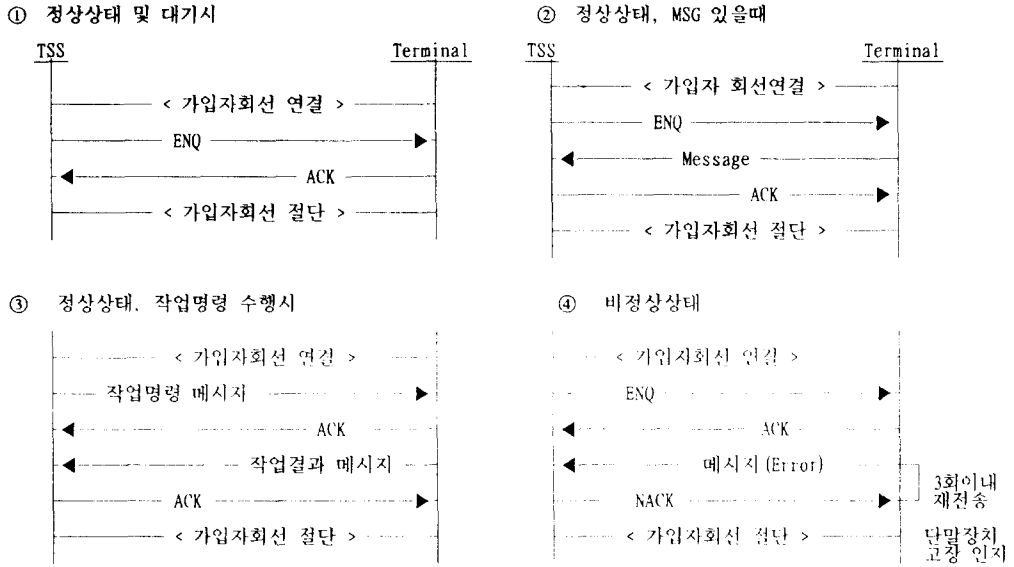 ① 정상상태 및 대기시
TSS Terminal
< 가입자회선 연결 >
ENQ
ACK
< 가입자회선 절단 >
② 정상상태, MSG 있을때
TSS Terminal
< 가입자 회선연결 >
ENQ
Message
ACK
< 가입자회선 절단 >
③ 정상상태, 작업명령 수행시
< 가입자회선 연결 >
작업명령 메시지
ACK
작업결과 메시지
ACK
< 가입자회선 절단 >
④ 비정상상태
< 가입자회선 연결 >
ENQ
ACK
메시지(Error)
3회이내
재전송
NACK
< 가입자회선 절단 >
단말장치
고장 인지